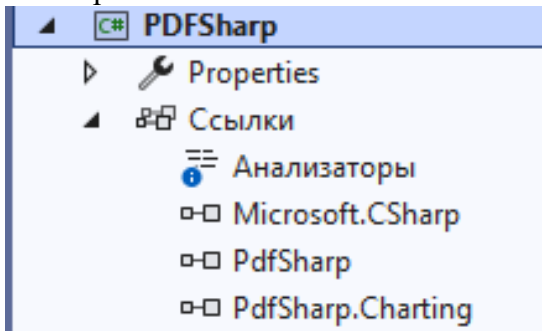 C# PDFSharp
Properties
Ссылки
Анализаторы
Microsoft.CSharp
PdfSharp
PdfSharp.Charting